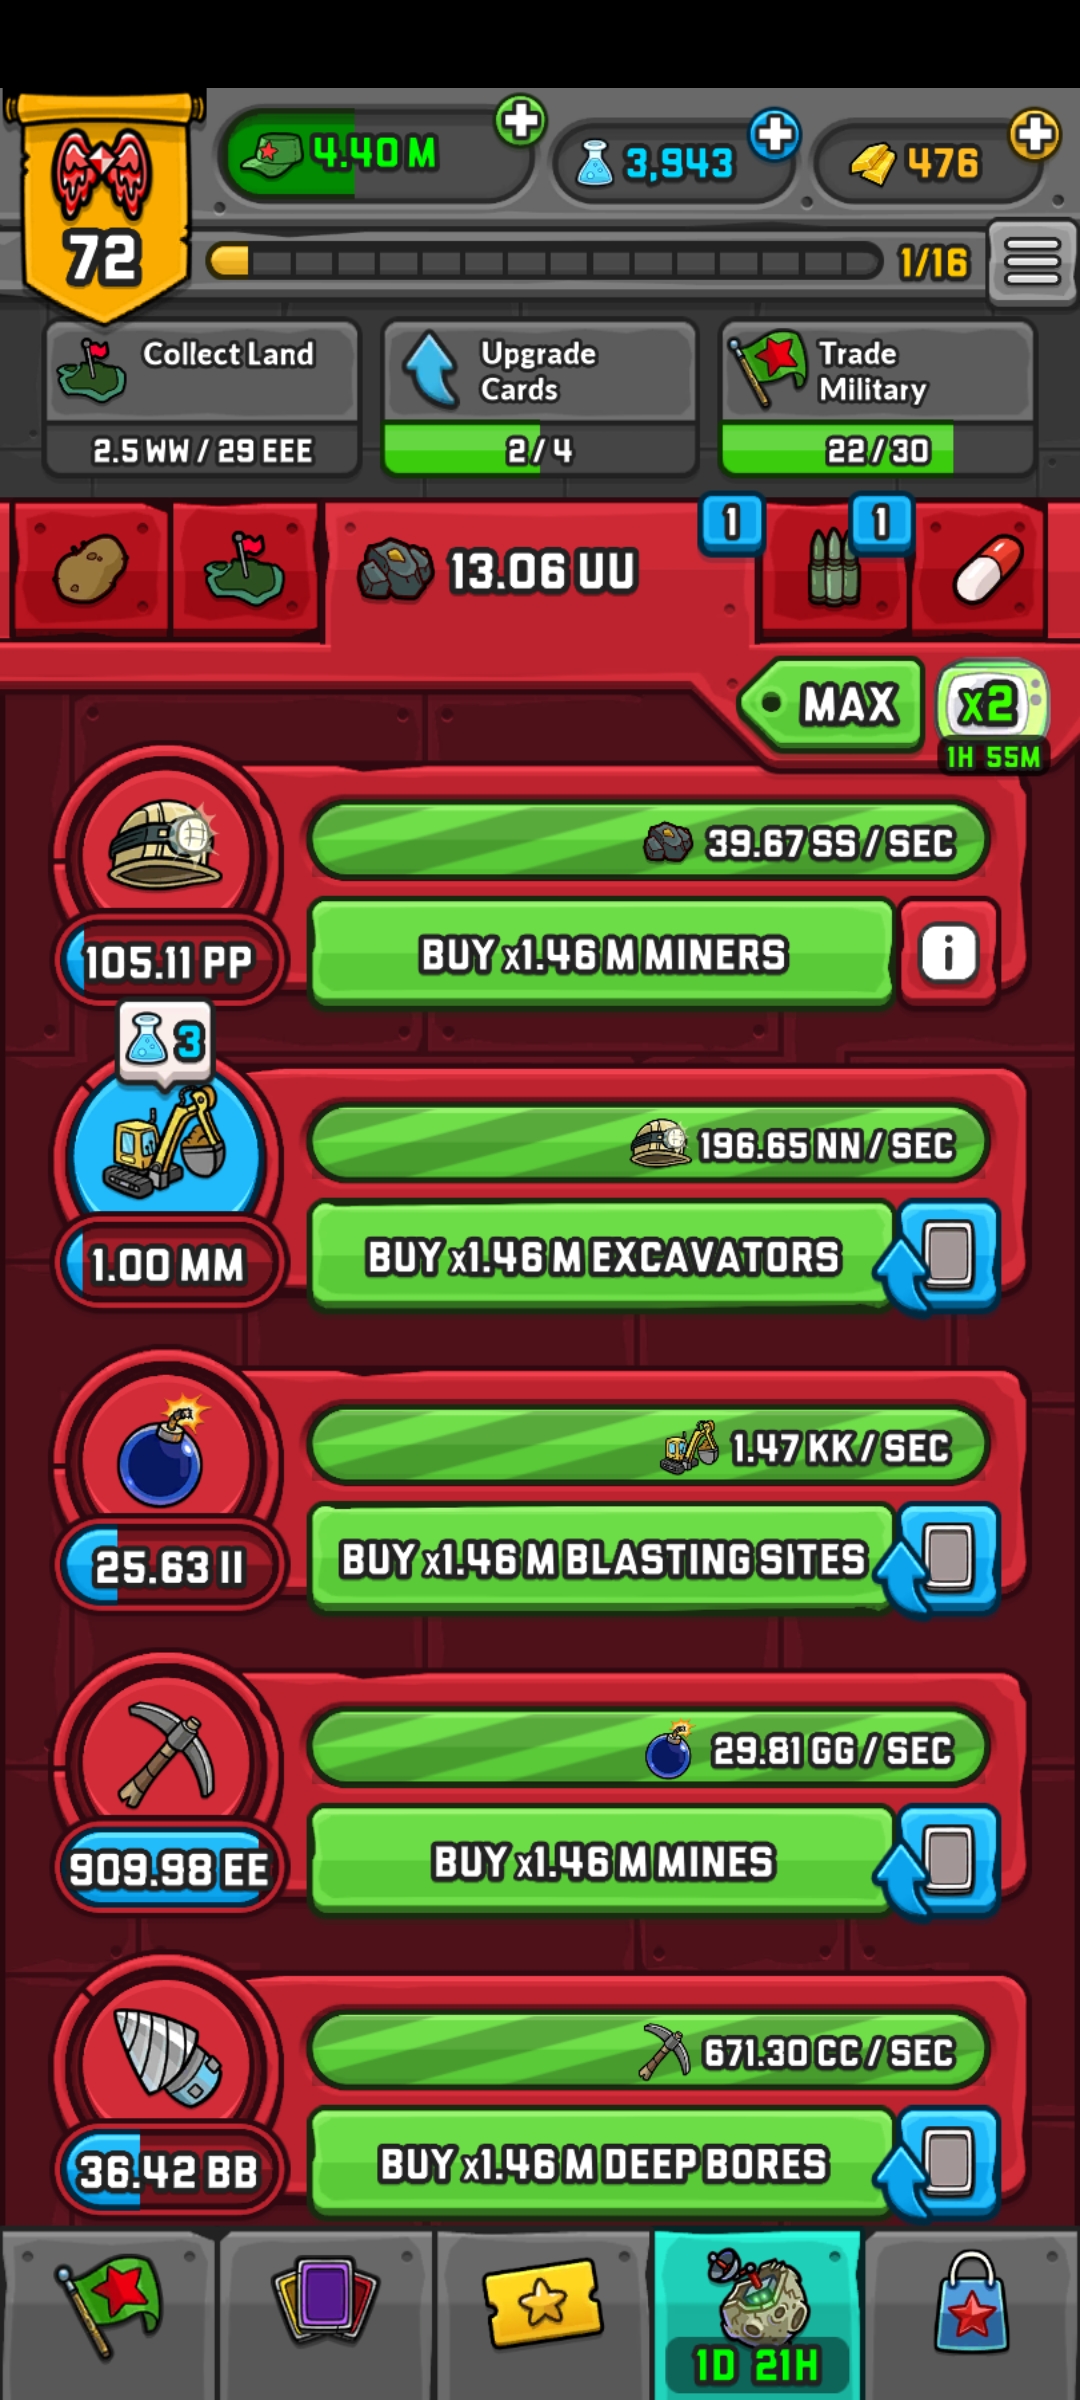 4.40 M
3,943
476
72
1/16
Collect Land
Upgrade
Cards
Trade
Military
2.5 WW / 29 EEE
2/4
22/30
13.06 UU
1
1
MAX
x2
1H 55M
39.67 SS / SEC
BUY x1.46 M MINERS
i
105.11 PP
3
196.65 NN / SEC
BUY x1.46 M EXCAVATORS
1.00 MM
1.47 KK / SEC
BUY x1.46 M BLASTING SITES
25.63 II
29.81 GG / SEC
BUY x1.46 M MINES
909.98 EE
671.30 CC / SEC
BUY x1.46 M DEEP BORES
36.42 BB
1D 21H